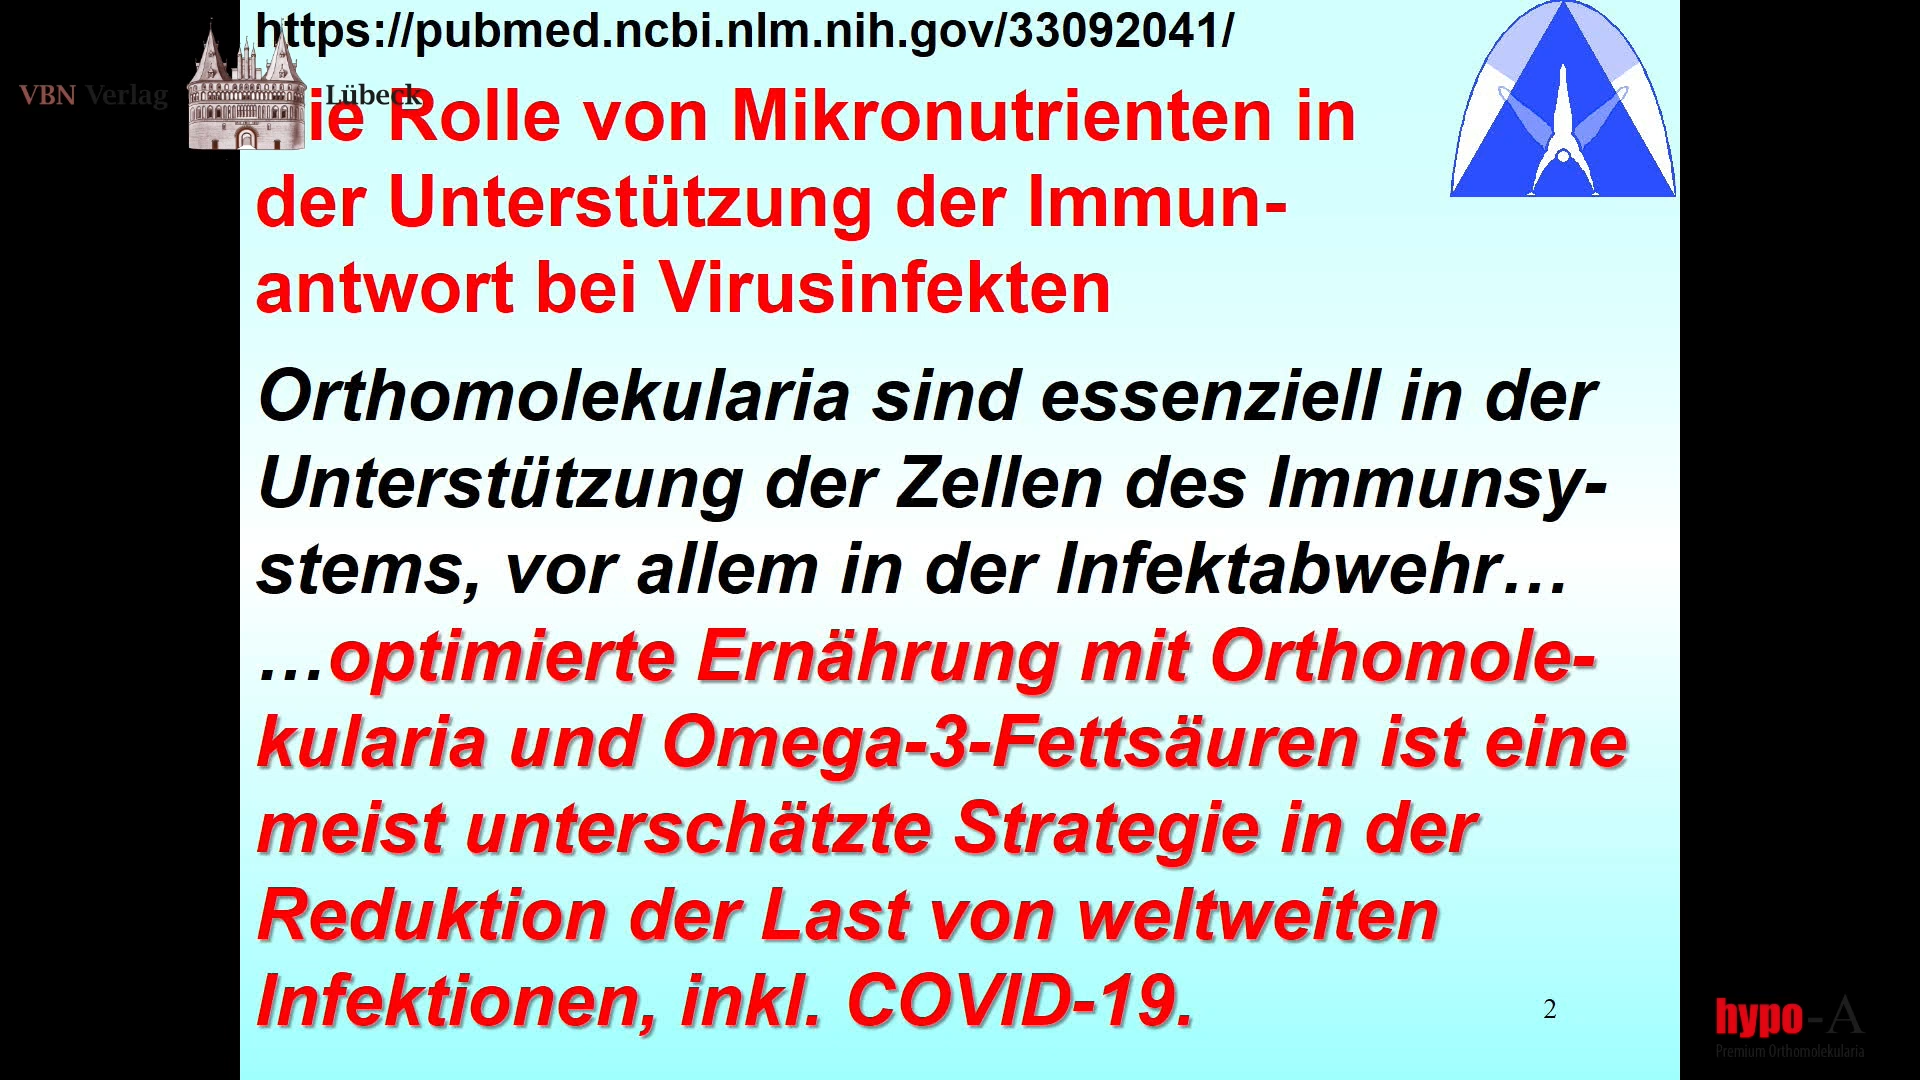 https://pubmed.ncbi.nlm.nih.gov/33092041/
VBN Verlag Lübeck
ie Rolle von Mikronutrienten in
der Unterstützung der Immun-
antwort bei Virusinfekten
Orthomolekularia sind essenziell in der
Unterstützung der Zellen des Immunsy-
stems, vor allem in der Infektabwehr…
…optimierte Ernährung mit Orthomole-
kularia und Omega-3-Fettsäuren ist eine
meist unterschätzte Strategie in der
Reduktion der Last von weltweiten
Infektionen, inkl. COVID-19.
2
hypo-A
Premium Orthomolekularia